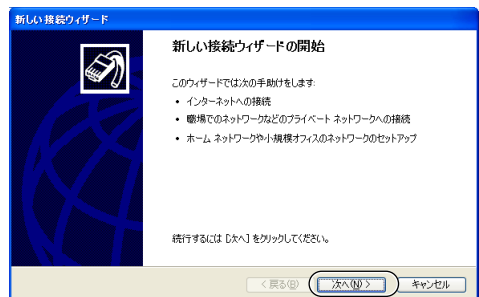 新しい接続ウィザード
新しい接続ウィザードの開始
このウィザードでは次の手助けをします:
• インターネットへの接続
• 職場でのネットワークなどのプライベート ネットワークへの接続
• ホーム ネットワークや小規模オフィスのネットワークのセットアップ
続行するには [次へ] をクリックしてください。
< 戻る(B)
次へ(N) >
キャンセル